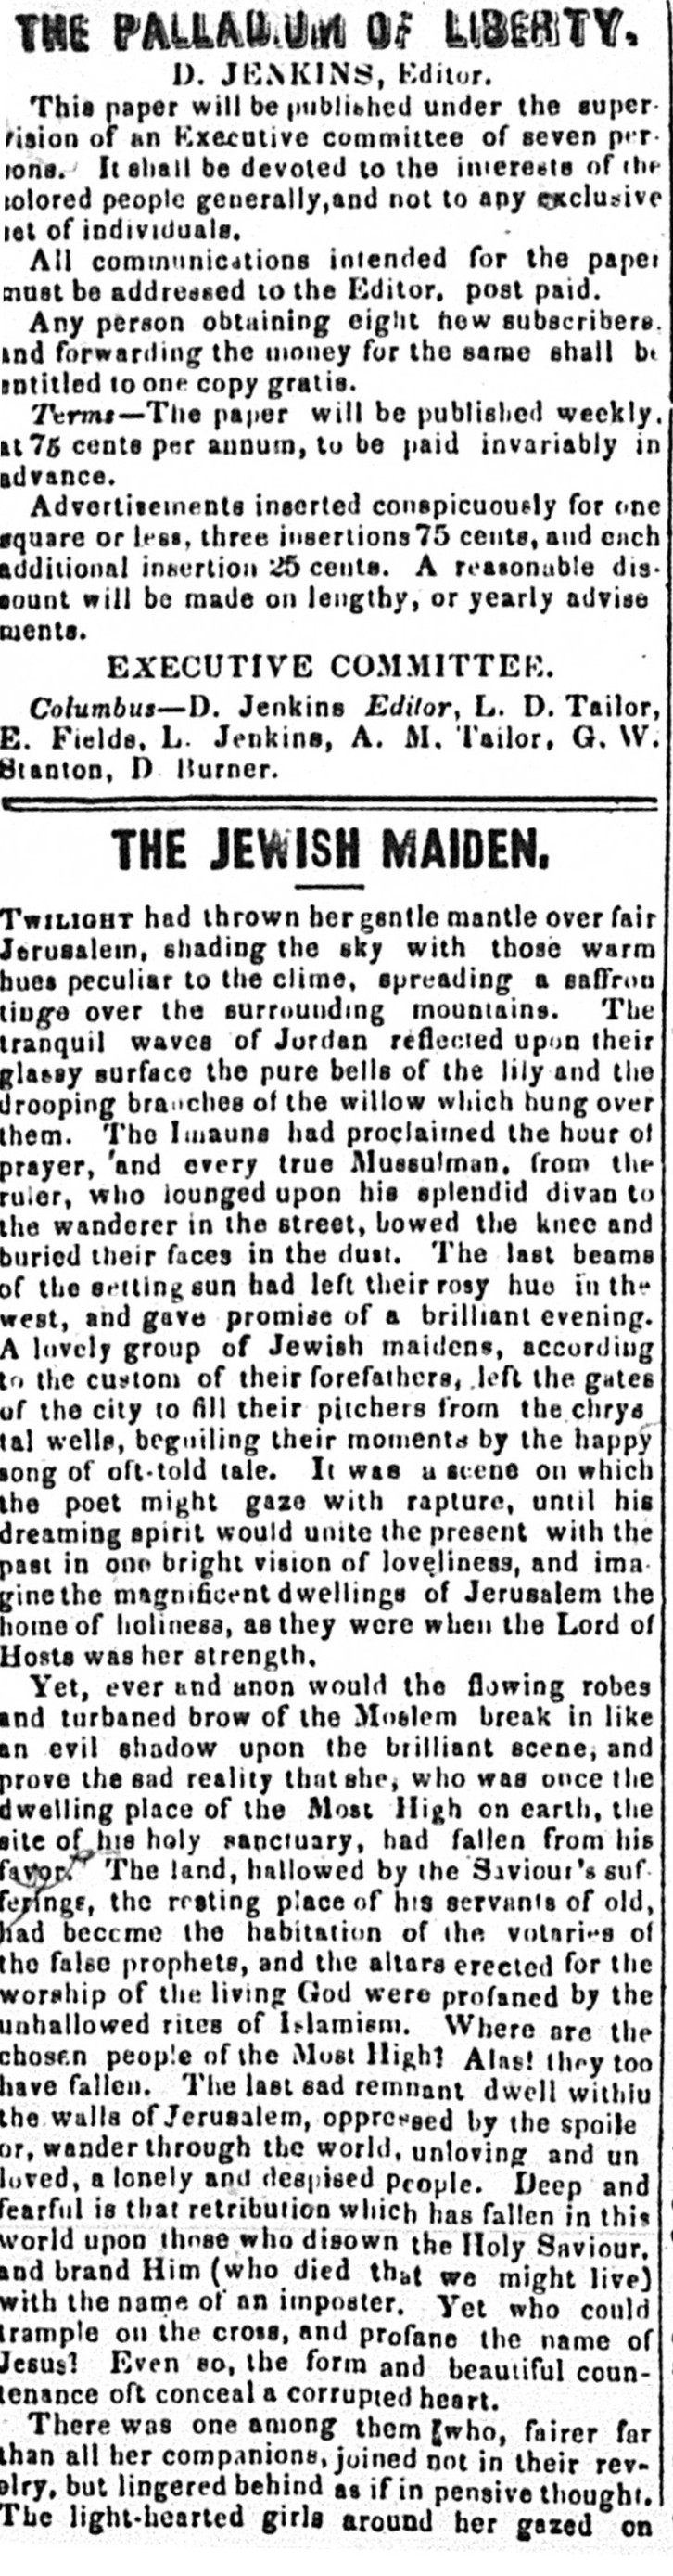 THE PALLADIUM OF LIBERTY.
D. JENKINS, Editor.
This paper will be published under the super-
vision of an Executive committee of seven per-
sons. It shall be devoted to the interests of the
colored people generally, and not to any exclusive
set of individuals.
All communications intended for the paper
must be addressed to the Editor, post paid.
Any person obtaining eight new subscribers,
and forwarding the money for the same shall be
entitled to one copy gratis.
Terms—The paper will be published weekly,
at 75 cents per annum, to be paid invariably in
advance.
Advertisements inserted conspicuously for one
square or less, three insertions 75 cents, and each
additional insertion 25 cents. A reasonable dis-
count will be made on lengthy, or yearly advise
ments.
EXECUTIVE COMMITTEE.
Columbus—D. Jenkins Editor, L. D. Tailor,
E. Fields, L. Jenkins, A. M. Tailor, G. W.
Stanton, D Burner.
THE JEWISH MAIDEN.
TWILIGHT had thrown her gentle mantle over fair
Jerusalem, shading the sky with those warm
hues peculiar to the clime, spreading a saffron
tinge over the surrounding mountains. The
tranquil waves of Jordan reflected upon their
glassy surface the pure bells of the lily and the
drooping branches of the willow which hung over
them. The Imauns had proclaimed the hour of
prayer, and every true Mussulman, from the
ruler, who lounged upon his splendid divan to
the wanderer in the street, bowed the knee and
buried their faces in the dust. The last beams
of the setting sun had left their rosy hue in the
west, and gave promise of a brilliant evening.
A lovely group of Jewish maidens, according
to the custom of their forefathers, left the gates
of the city to fill their pitchers from the chrys
tal wells, beguiling their moments by the happy
song of oft-told tale. It was a scene on which
the poet might gaze with rapture, until his
dreaming spirit would unite the present with the
past in one bright vision of loveliness, and ima-
gine the magnificent dwellings of Jerusalem the
home of holiness, as they were when the Lord of
Hosts was her strength.
Yet, ever and anon would the flowing robes
and turbaned brow of the Moslem break in like
an evil shadow upon the brilliant scene, and
prove the sad reality that she, who was once the
dwelling place of the Most High on earth, the
site of his holy sanctuary, had fallen from his
favor. The land, hallowed by the Saviour's suf-
ferings, the resting place of his servants of old,
had become the habitation of the votaries of
the false prophets, and the altars erected for the
worship of the living God were profaned by the
unhallowed rites of Islamism. Where are the
chosen people of the Most High? Alas! they too
have fallen. The last sad remnant dwell within
the walls of Jerusalem, oppressed by the spoile
or, wander through the world, unloving and un
loved, a lonely and despised people. Deep and
fearful is that retribution which has fallen in this
world upon those who disown the Holy Saviour,
and brand Him (who died that we might live)
with the name of an imposter. Yet who could
trample on the cross, and profane the name of
Jesus? Even so, the form and beautiful coun-
tenance oft conceal a corrupted heart.
There was one among them [who, fairer far
than all her companions, joined not in their rev-
elry, but lingered behind as if in pensive thought.
The light-hearted girls around her gazed on